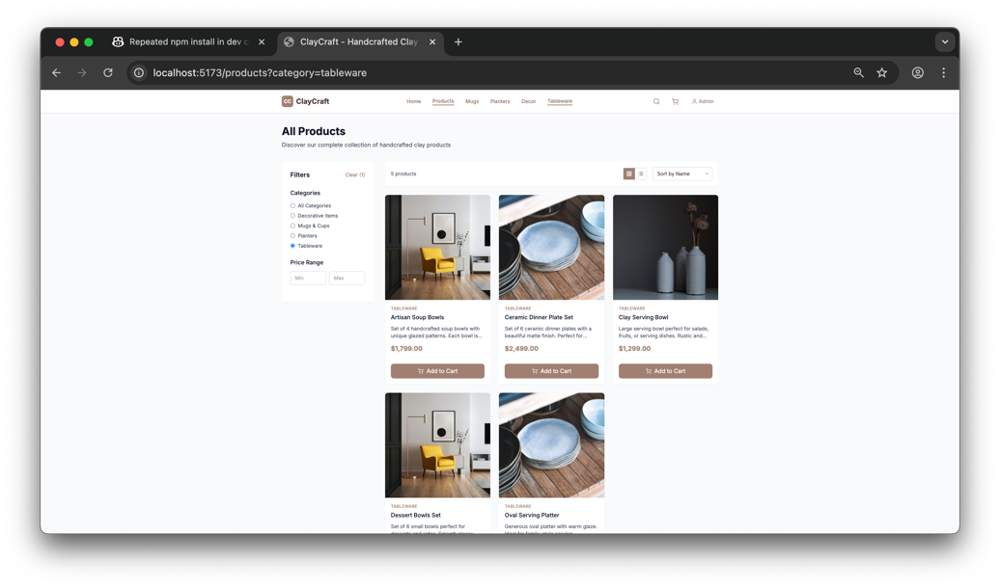 Repeated npm install in dev c
ClayCraft - Handcrafted Clay
localhost:5173/products?category=tableware
CC ClayCraft
Home Products Mugs Planters Decor Tableware
Admin
All Products
Discover our complete collection of handcrafted clay products
Filters Clear (1)
Categories
All Categories
Decorative Items
Mugs & Cups
Planters
Tableware
Price Range
Min Max
5 products
Sort by Name
TABLEWARE
Artisan Soup Bowls
Set of 4 handcrafted soup bowls with
unique glazed patterns. Each bowl is...
$1,799.00
Add to Cart
TABLEWARE
Ceramic Dinner Plate Set
Set of 6 ceramic dinner plates with a
beautiful matte finish. Perfect for...
$2,499.00
Add to Cart
TABLEWARE
Clay Serving Bowl
Large serving bowl perfect for salads,
fruits, or serving dishes. Rustic and...
$1,299.00
Add to Cart
TABLEWARE
Dessert Bowls Set
Set of 6 small bowls perfect for
TABLEWARE
Oval Serving Platter
Generous oval platter with warm glaze.